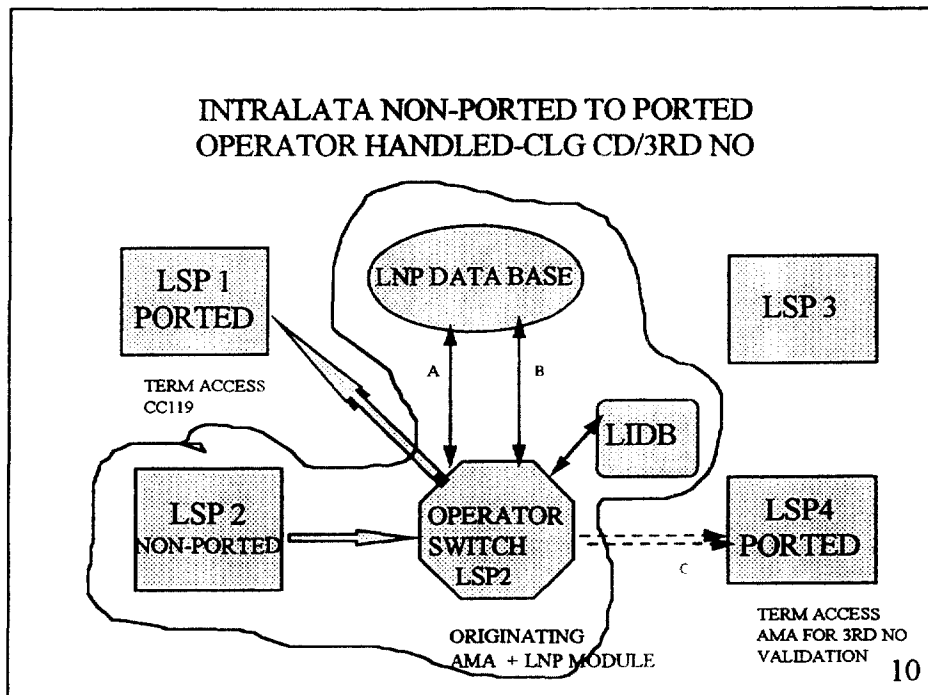 INTRALATA NON-PORTED TO PORTED
OPERATOR HANDLED-CLG CD/3RD NO
LNP DATA BASE
LSP 1
PORTED
LSP 3
A
B
TERM ACCESS
CC119
LIDB
LSP 2
NON-PORTED
OPERATOR
SWITCH
LSP2
LSP4
PORTED
C
ORIGINATING
AMA + LNP MODULE
TERM ACCESS
AMA FOR 3RD NO
VALIDATION
10